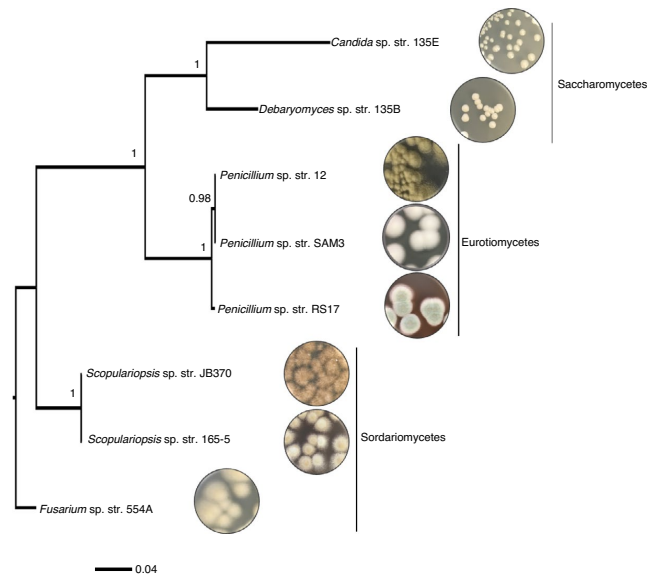 Candida sp. str. 135E
1
Saccharomycetes
Debaryomyces sp. str. 135B
1
Penicillium sp. str. 12
0.98
Penicillium sp. str. SAM3
Eurotiomycetes
1
Penicillium sp. str. RS17
Scopulariopsis sp. str. JB370
1
Scopulariopsis sp. str. 165-5
Sordariomycetes
Fusarium sp. str. 554A
0.04